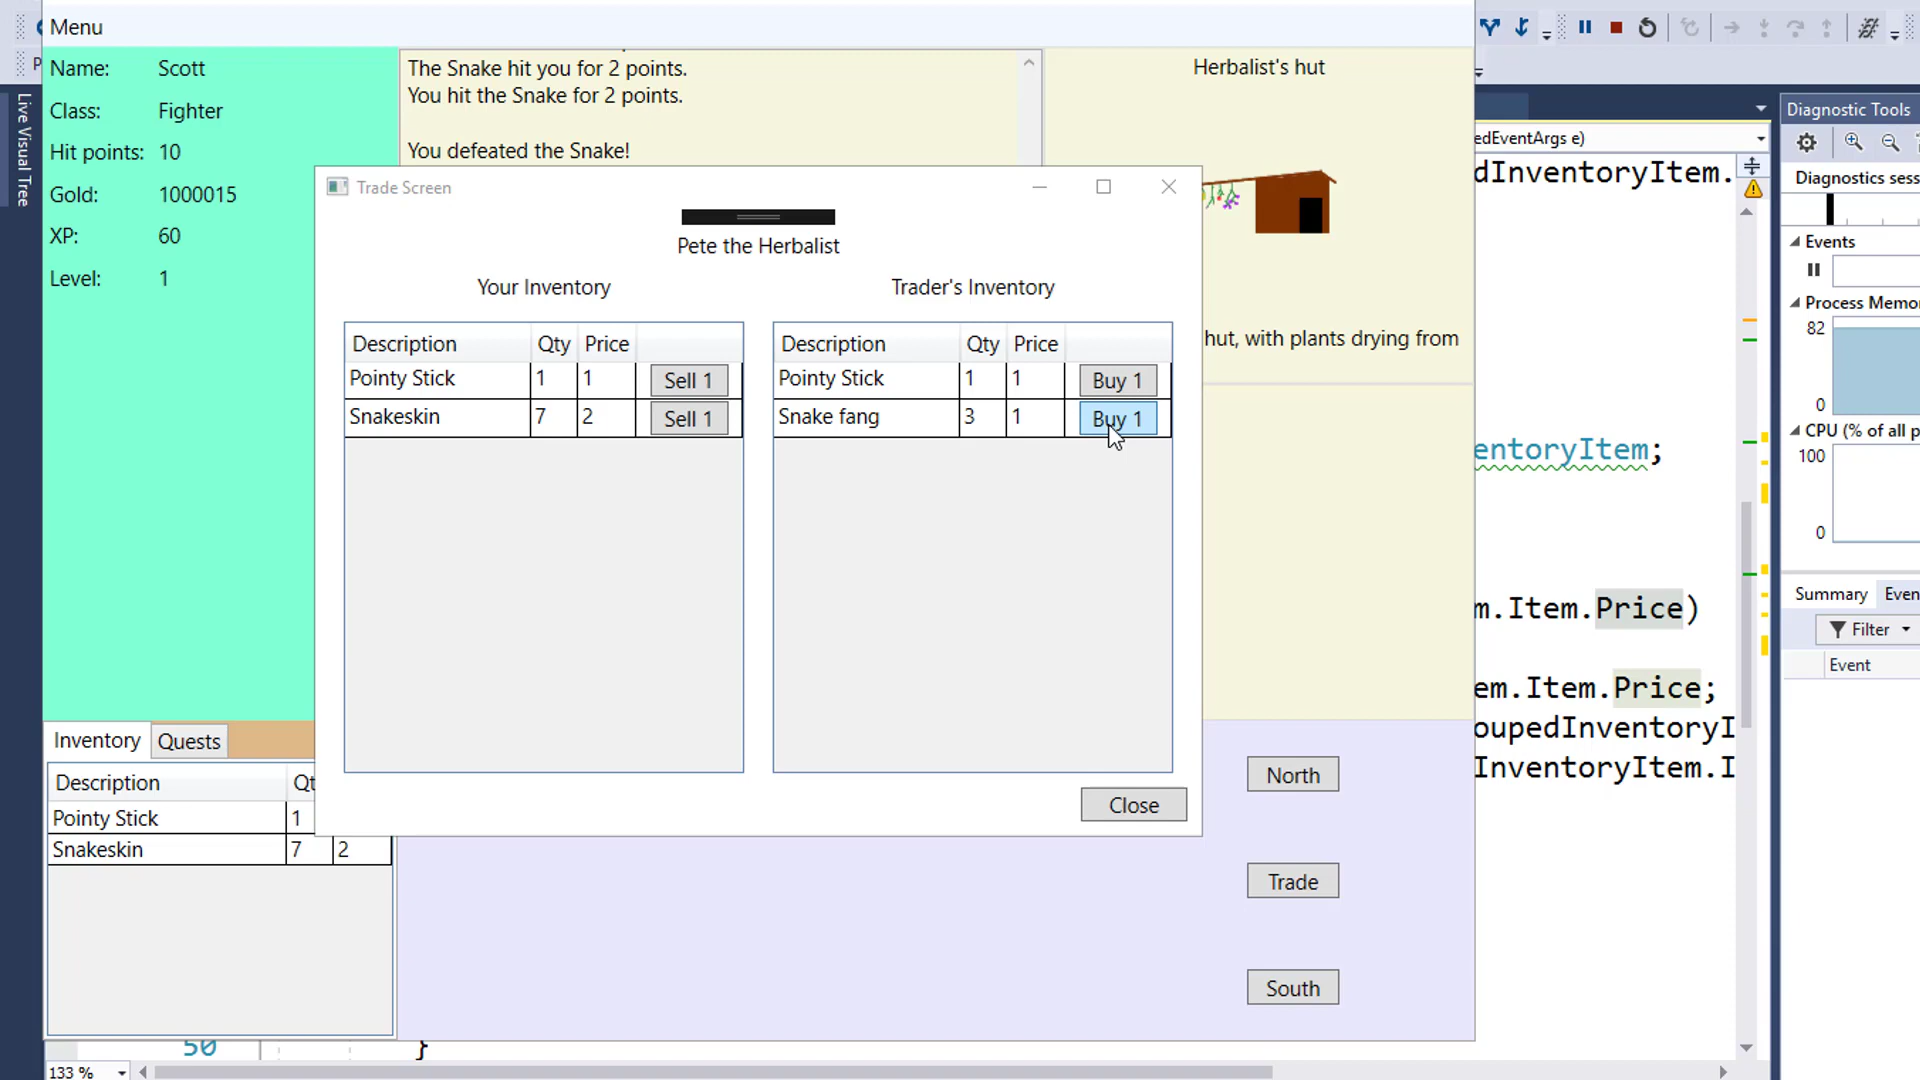 Menu
Live Visual Tree
Name: Scott
Class: Fighter
Hit points: 10
Gold: 1000015
XP: 60
Level: 1
The Snake hit you for 2 points.
You hit the Snake for 2 points.
You defeated the Snake!
Herbalist's hut
hut, with plants drying from
Trade Screen
Pete the Herbalist
Your Inventory
Description Qty Price
Pointy Stick 1 1 Sell 1
Snakeskin 7 2 Sell 1
Trader's Inventory
Description Qty Price
Pointy Stick 1 1 Buy 1
Snake fang 3 1 Buy 1
Close
Inventory Quests
Description Qt
Pointy Stick 1
Snakeskin 7 2
North
Trade
South
edEventArgs e)
dInventoryItem.
entoryItem;
m.Item.Price)
em.Item.Price;
oupedInventoryI
InventoryItem.I
50 }
133 %
Diagnostic Tools
Diagnostics sess
Events
Process Memo
82
0
CPU (% of all p
100
0
Summary Even
Filter
Event